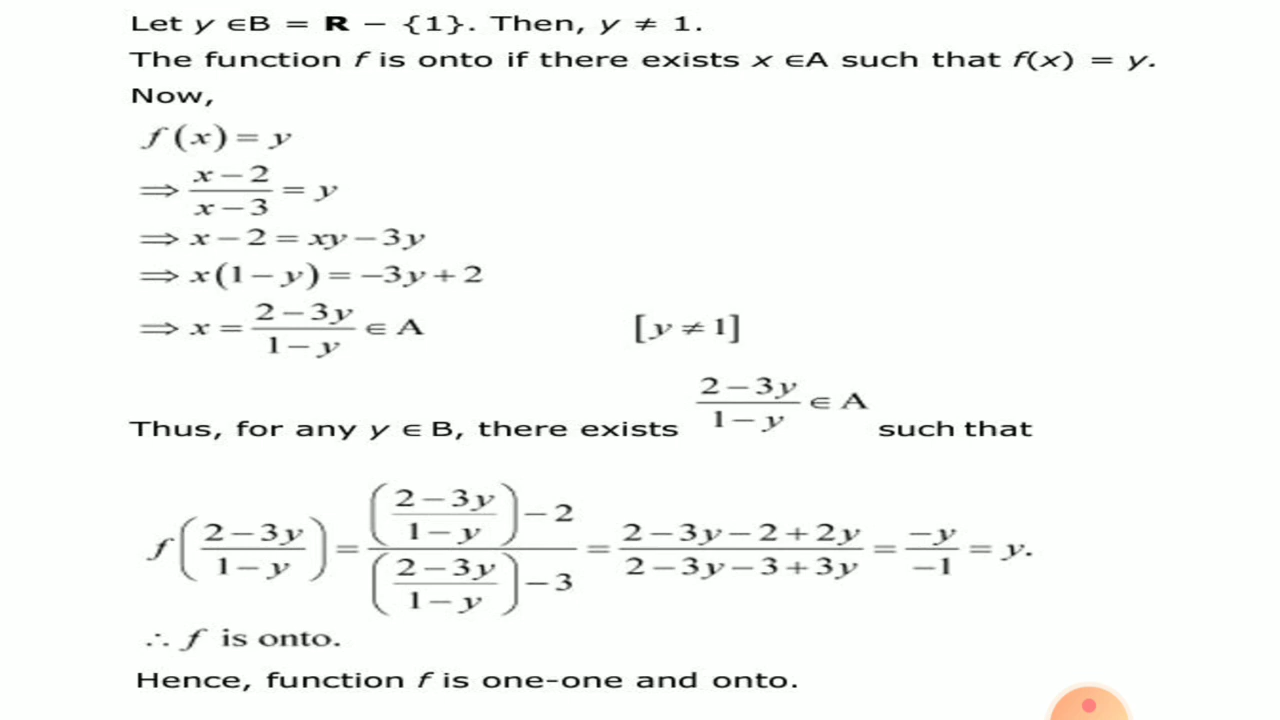 Let y ∈B = R − {1}. Then, y ≠ 1.
The function f is onto if there exists x ∈A such that f(x) = y.
Now,
f(x) = y
⇒ (x − 2)/(x − 3) = y
⇒ x − 2 = xy − 3y
⇒ x(1 − y) = −3y + 2
⇒ x = (2 − 3y)/(1 − y) ∈ A [y ≠ 1]
Thus, for any y ∈ B, there exists (2 − 3y)/(1 − y) ∈ A such that
f((2 − 3y)/(1 − y)) = (((2 − 3y)/(1 − y)) − 2)/(((2 − 3y)/(1 − y)) − 3) = (2 − 3y − 2 + 2y)/(2 − 3y − 3 + 3y) = (−y)/(−1) = y.
∴ f is onto.
Hence, function f is one-one and onto.